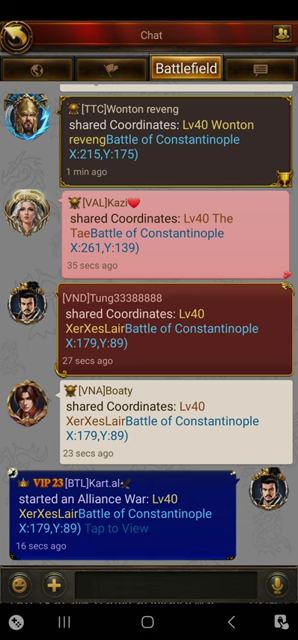 Chat
Battlefield
[TTC]Wonton reveng
shared Coordinates: Lv40 Wonton
revengBattle of Constantinople
X:215,Y:175)
1 min ago
[VAL]Kazi❤️
shared Coordinates: Lv40 The
TaeBattle of Constantinople
X:261,Y:139)
35 secs ago
[VND]Tung33388888
shared Coordinates: Lv40
XerXesLairBattle of Constantinople
X:179,Y:89)
27 secs ago
[VNA]Boaty
shared Coordinates: Lv40
XerXesLairBattle of Constantinople
X:179,Y:89)
23 secs ago
VIP 23 [BTL]Kart.al🦅
started an Alliance War: Lv40
XerXesLairBattle of Constantinople
X:179,Y:89) Tap to View
16 secs ago